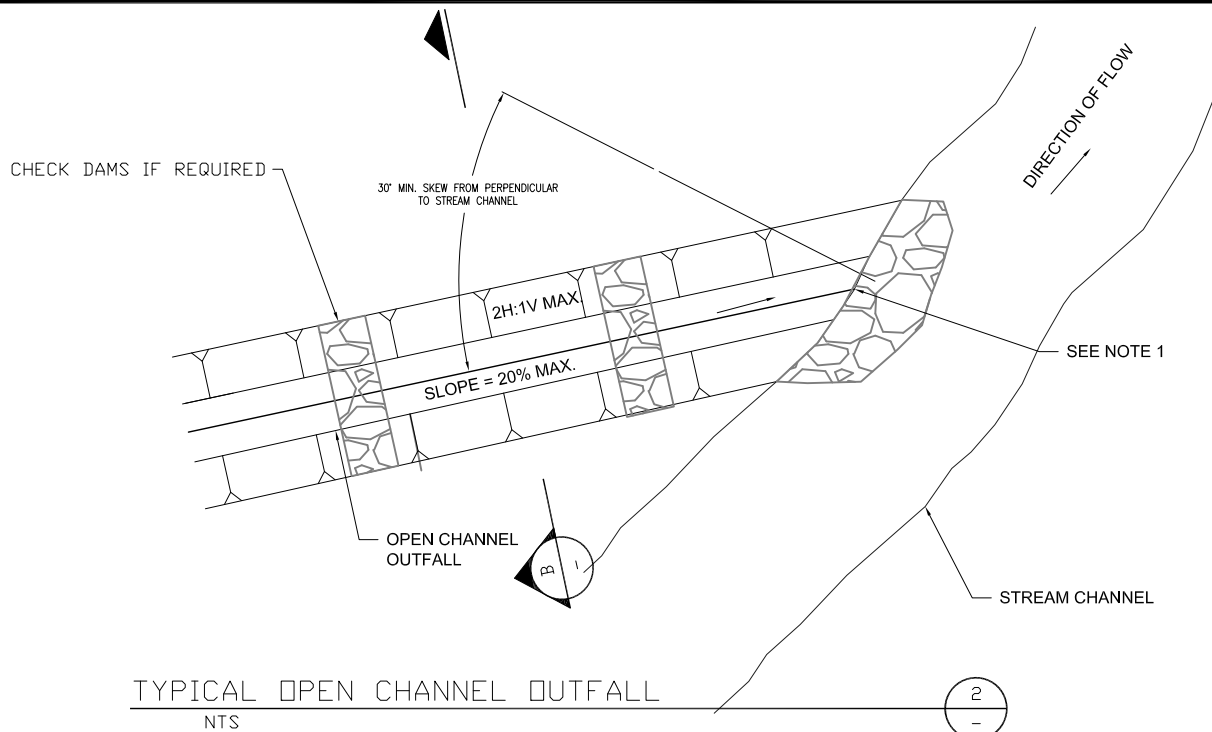 DIRECTION OF FLOW
CHECK DAMS IF REQUIRED
30° MIN. SKEW FROM PERPENDICULAR
TO STREAM CHANNEL
2H:1V MAX.
SEE NOTE 1
SLOPE = 20% MAX.
OPEN CHANNEL
OUTFALL
B
-
STREAM CHANNEL
TYPICAL OPEN CHANNEL OUTFALL
NTS
2
-